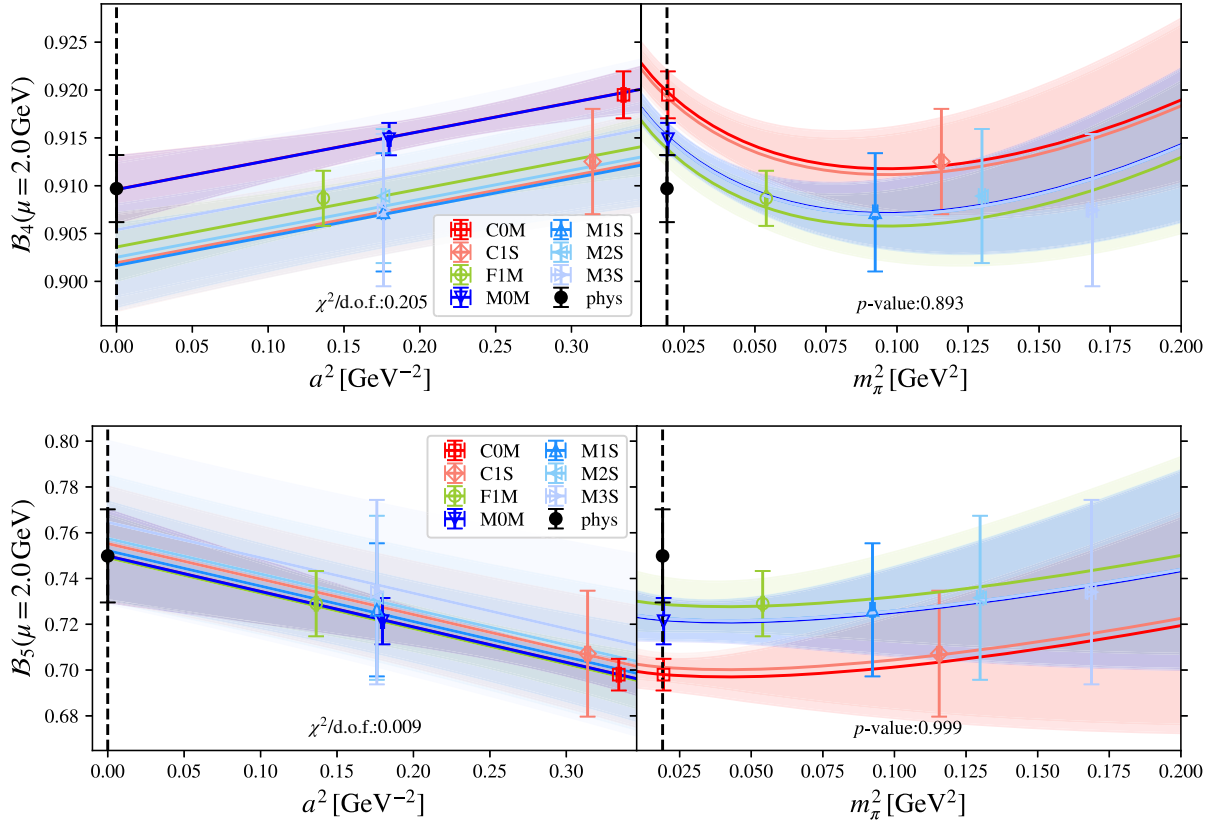 0.925
0.920
0.915
0.910
0.905
0.900
ℬ₄(μ = 2.0 GeV)
C0M M1S
C1S M2S
F1M M3S
M0M phys
χ²/d.o.f.:0.205
p-value:0.893
0.00 0.05 0.10 0.15 0.20 0.25 0.30
0.025 0.050 0.075 0.100 0.125 0.150 0.175 0.200
a² [GeV⁻²]
m²π [GeV²]
0.80
0.78
0.76
0.74
0.72
0.70
0.68
ℬ₅(μ = 2.0 GeV)
C0M M1S
C1S M2S
F1M M3S
M0M phys
χ²/d.o.f.:0.009
p-value:0.999
0.00 0.05 0.10 0.15 0.20 0.25 0.30
0.025 0.050 0.075 0.100 0.125 0.150 0.175 0.200
a² [GeV⁻²]
m²π [GeV²]